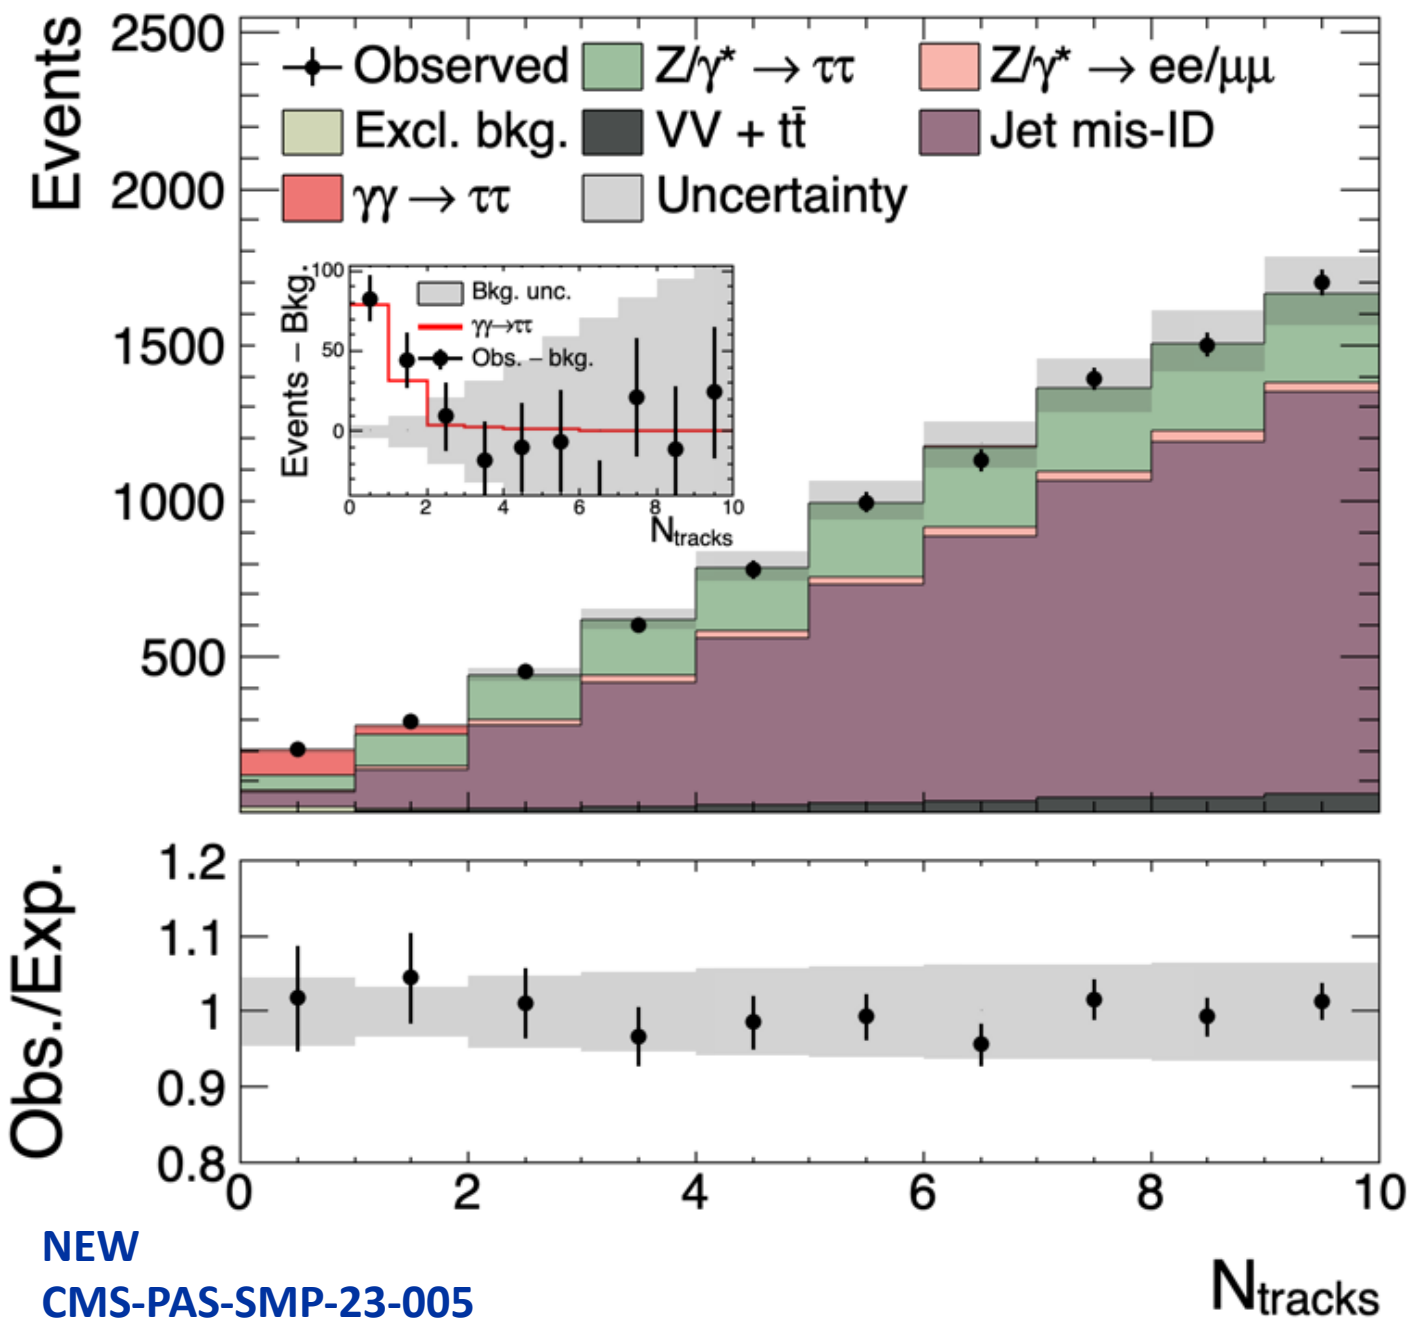 Events
2500
2000
1500
1000
500
Observed
Z/γ* → ττ
Z/γ* → ee/μμ
Excl. bkg.
VV + tt̄
Jet mis-ID
γγ → ττ
Uncertainty
Events – Bkg.
100
50
0
Bkg. unc.
γγ→ττ
Obs. – bkg.
0 2 4 6 8 10
N_tracks
Obs./Exp.
1.2
1.1
1
0.9
0.8
0 2 4 6 8 10
N_tracks
NEW
CMS-PAS-SMP-23-005